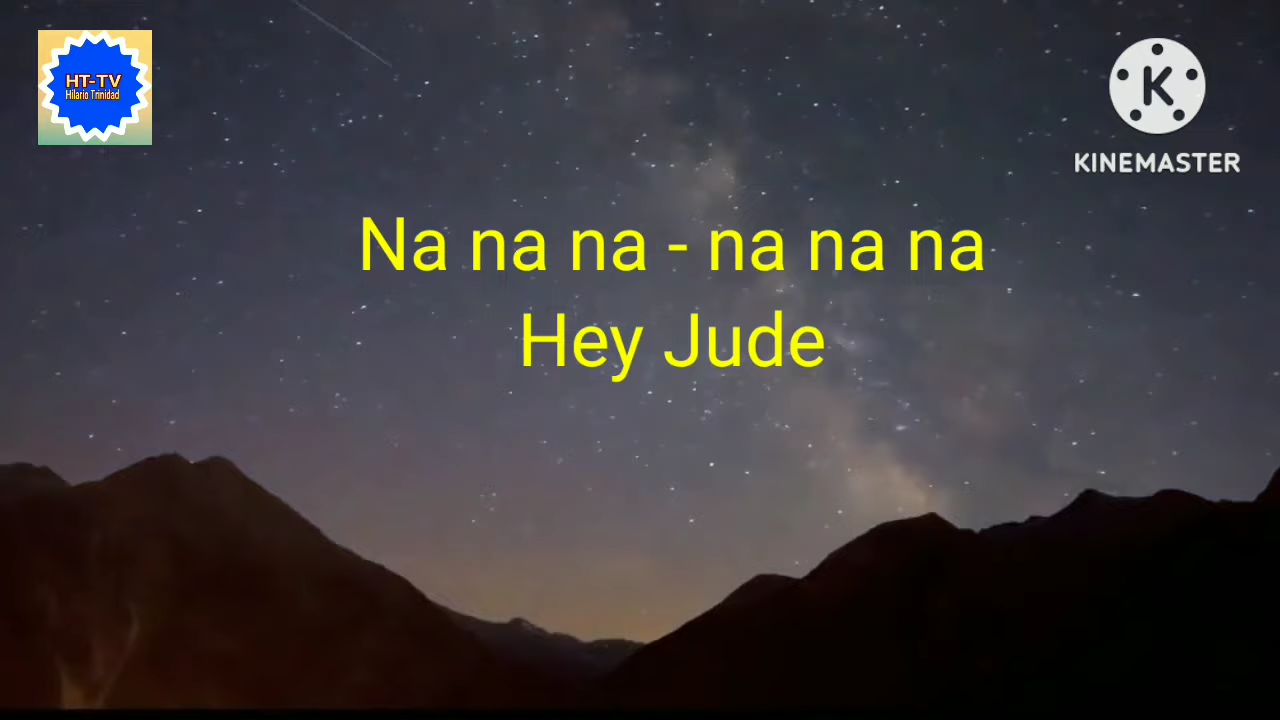 HT-TV
Hilario Trinidad
K
KINEMASTER
Na na na - na na na
Hey Jude